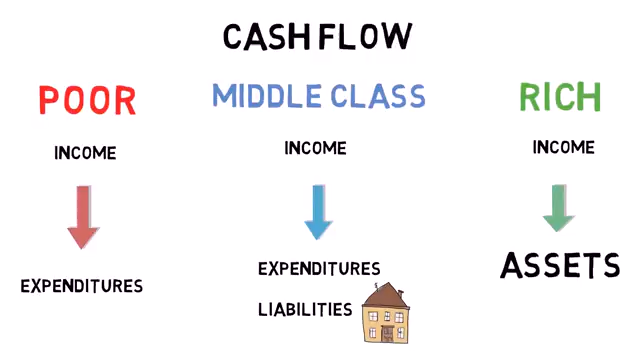 CASH FLOW
POOR
INCOME
EXPENDITURES
MIDDLE CLASS
INCOME
EXPENDITURES
LIABILITIES
RICH
INCOME
ASSETS